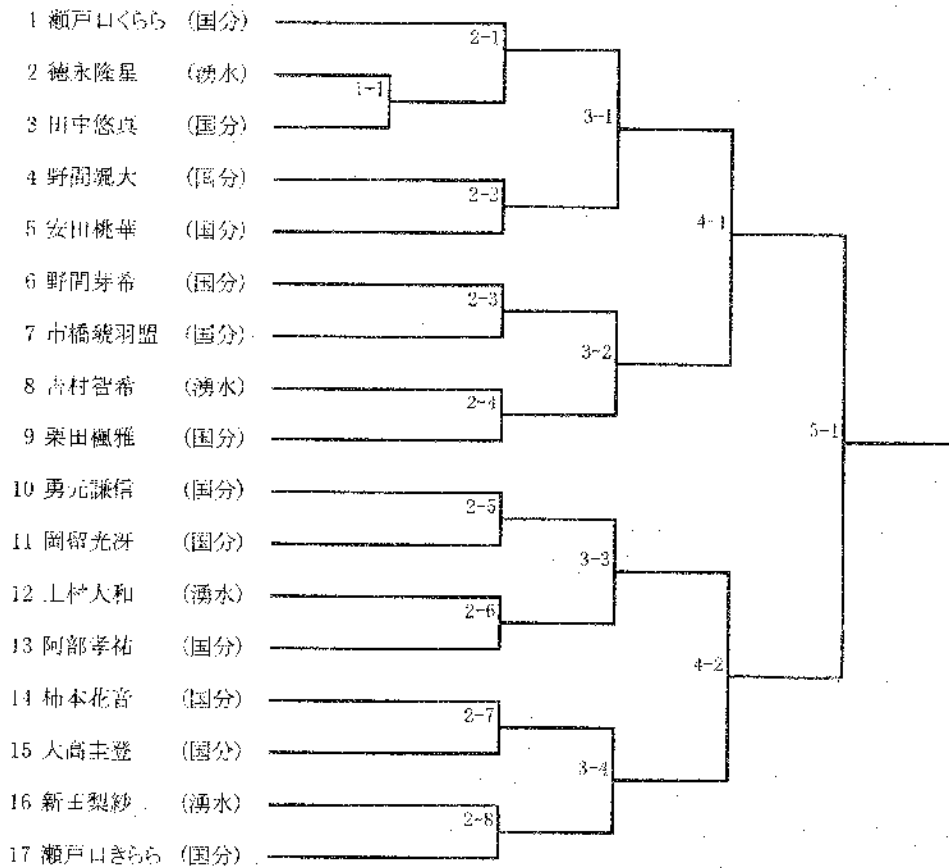 1 瀬戸口くらら (国分)
2 徳永隆星 (湧水)
3 田中悠真 (国分)
4 野間颯大 (国分)
5 安田桃華 (国分)
6 野間芽希 (国分)
7 市橋 (国分)
8 吉村智希 (湧水)
9 栗田楓雅 (国分)
10 勇元謙信 (国分)
11 岡留光冴 (国分)
12 大和 (湧水)
13 阿部孝祐 (国分)
14 柿本花音 (国分)
15 大高圭登 (国分)
16 新 梨紗 (湧水)
17 瀬戸口きらら (国分)
1-1
2-1
2-2
2-3
2-4
2-5
2-6
2-7
2-8
3-1
3-2
3-3
3-4
4-1
4-2
5-1